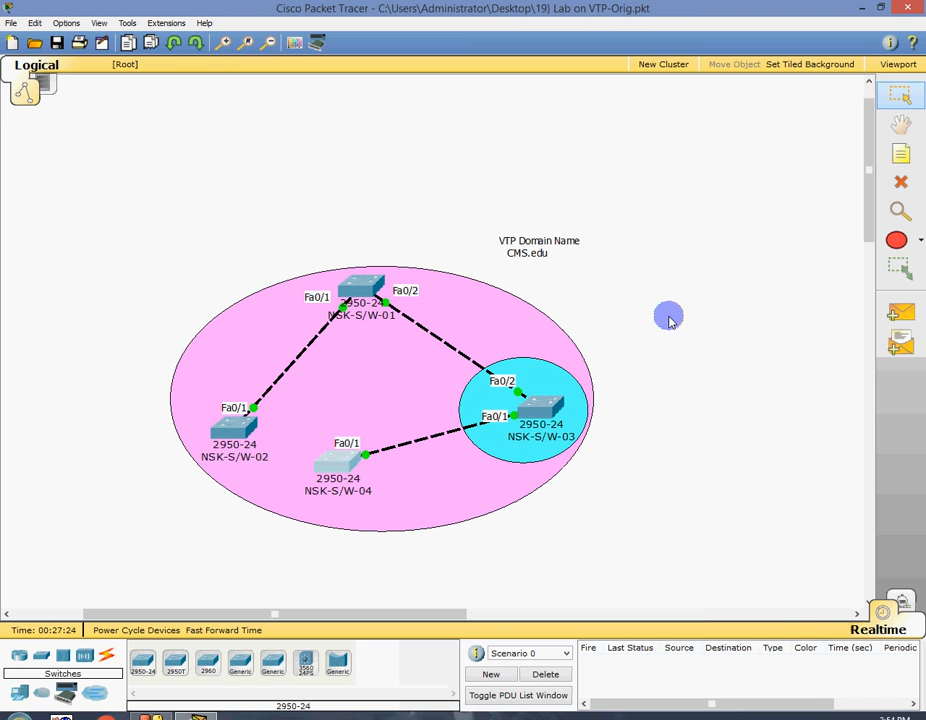 Cisco Packet Tracer - C:\Users\Administrator\Desktop\19) Lab on VTP-Orig.pkt
File Edit Options View Tools Extensions Help
Logical [Root] New Cluster Move Object Set Tiled Background Viewport
VTP Domain Name
CMS.edu
Fa0/1 Fa0/2
2950-24
NSK-S/W-01
Fa0/2
Fa0/1
Fa0/1
2950-24
NSK-S/W-03
2950-24
NSK-S/W-02
Fa0/1
2950-24
NSK-S/W-04
Time: 00:27:24 Power Cycle Devices Fast Forward Time Realtime
Switches
2950-24 2950T 2960 Generic Generic 3560 24PS Generic
2950-24
Scenario 0
New Delete
Toggle PDU List Window
Fire Last Status Source Destination Type Color Time (sec) Periodic